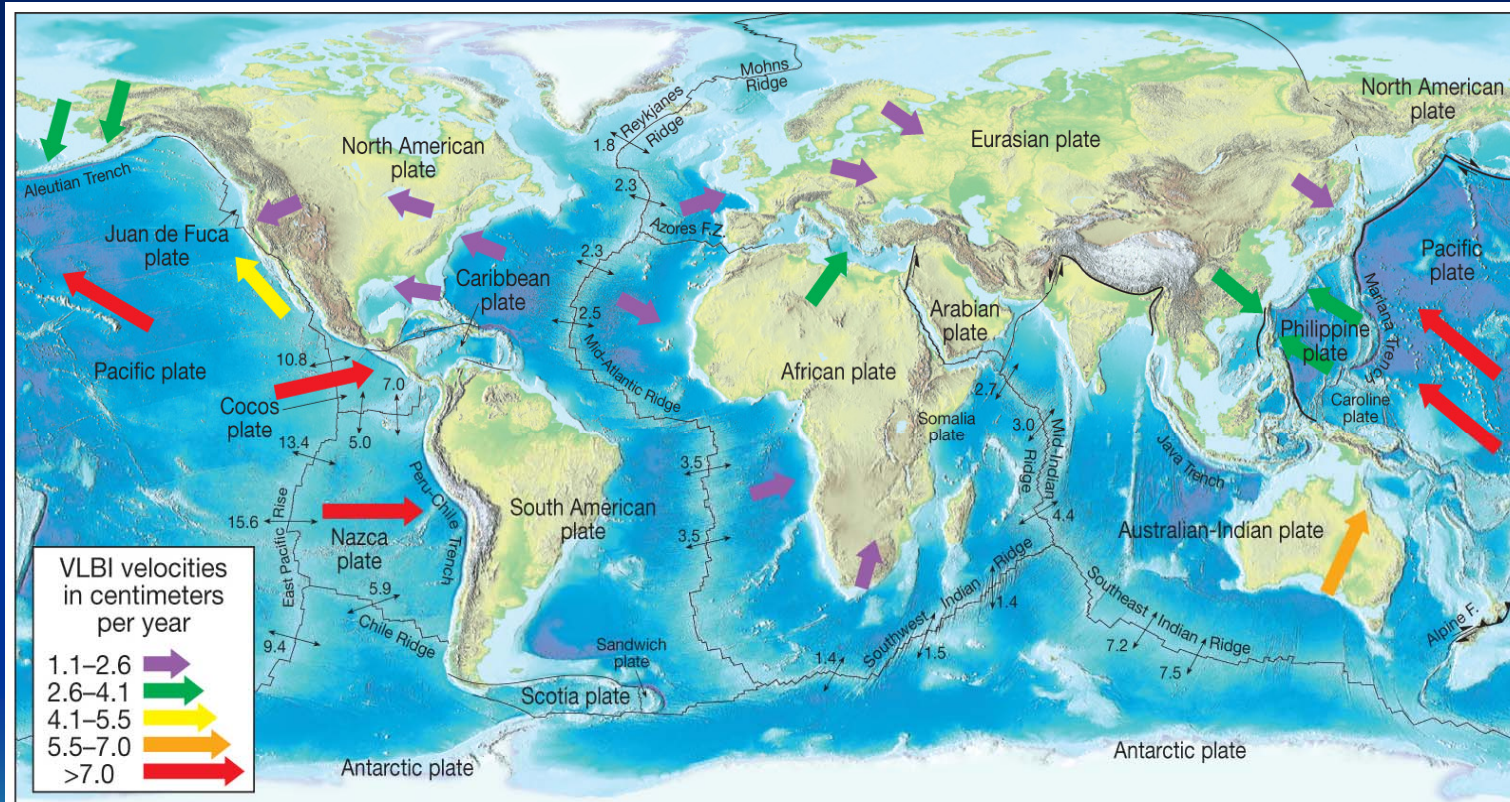 Mohns
Ridge
Reykjanes
Ridge
1.8
North American
plate
North American
plate
Eurasian plate
Aleutian Trench
2.3
Azores F.Z.
Juan de Fuca
plate
2.3
Caribbean
plate
2.5
Mid-Atlantic Ridge
Arabian
plate
Pacific
plate
Mariana Trench
Philippine
plate
Caroline
plate
Pacific plate
10.8
7.0
Cocos
plate
5.0
13.4
African plate
2.7
Somalia
plate
3.0
Mid-Indian
Ridge
Java Trench
3.5
15.6
Nazca
plate
Peru-Chile
Trench
South American
plate
3.5
4.4
Australian-Indian plate
East Pacific Rise
5.9
Chile Ridge
9.4
Sandwich
plate
Scotia plate
1.4
Southwest Indian Ridge
1.5
1.4
Southeast Indian Ridge
7.2
7.5
Alpine F.
Antarctic plate
Antarctic plate
VLBI velocities
in centimeters
per year
1.1–2.6
2.6–4.1
4.1–5.5
5.5–7.0
>7.0